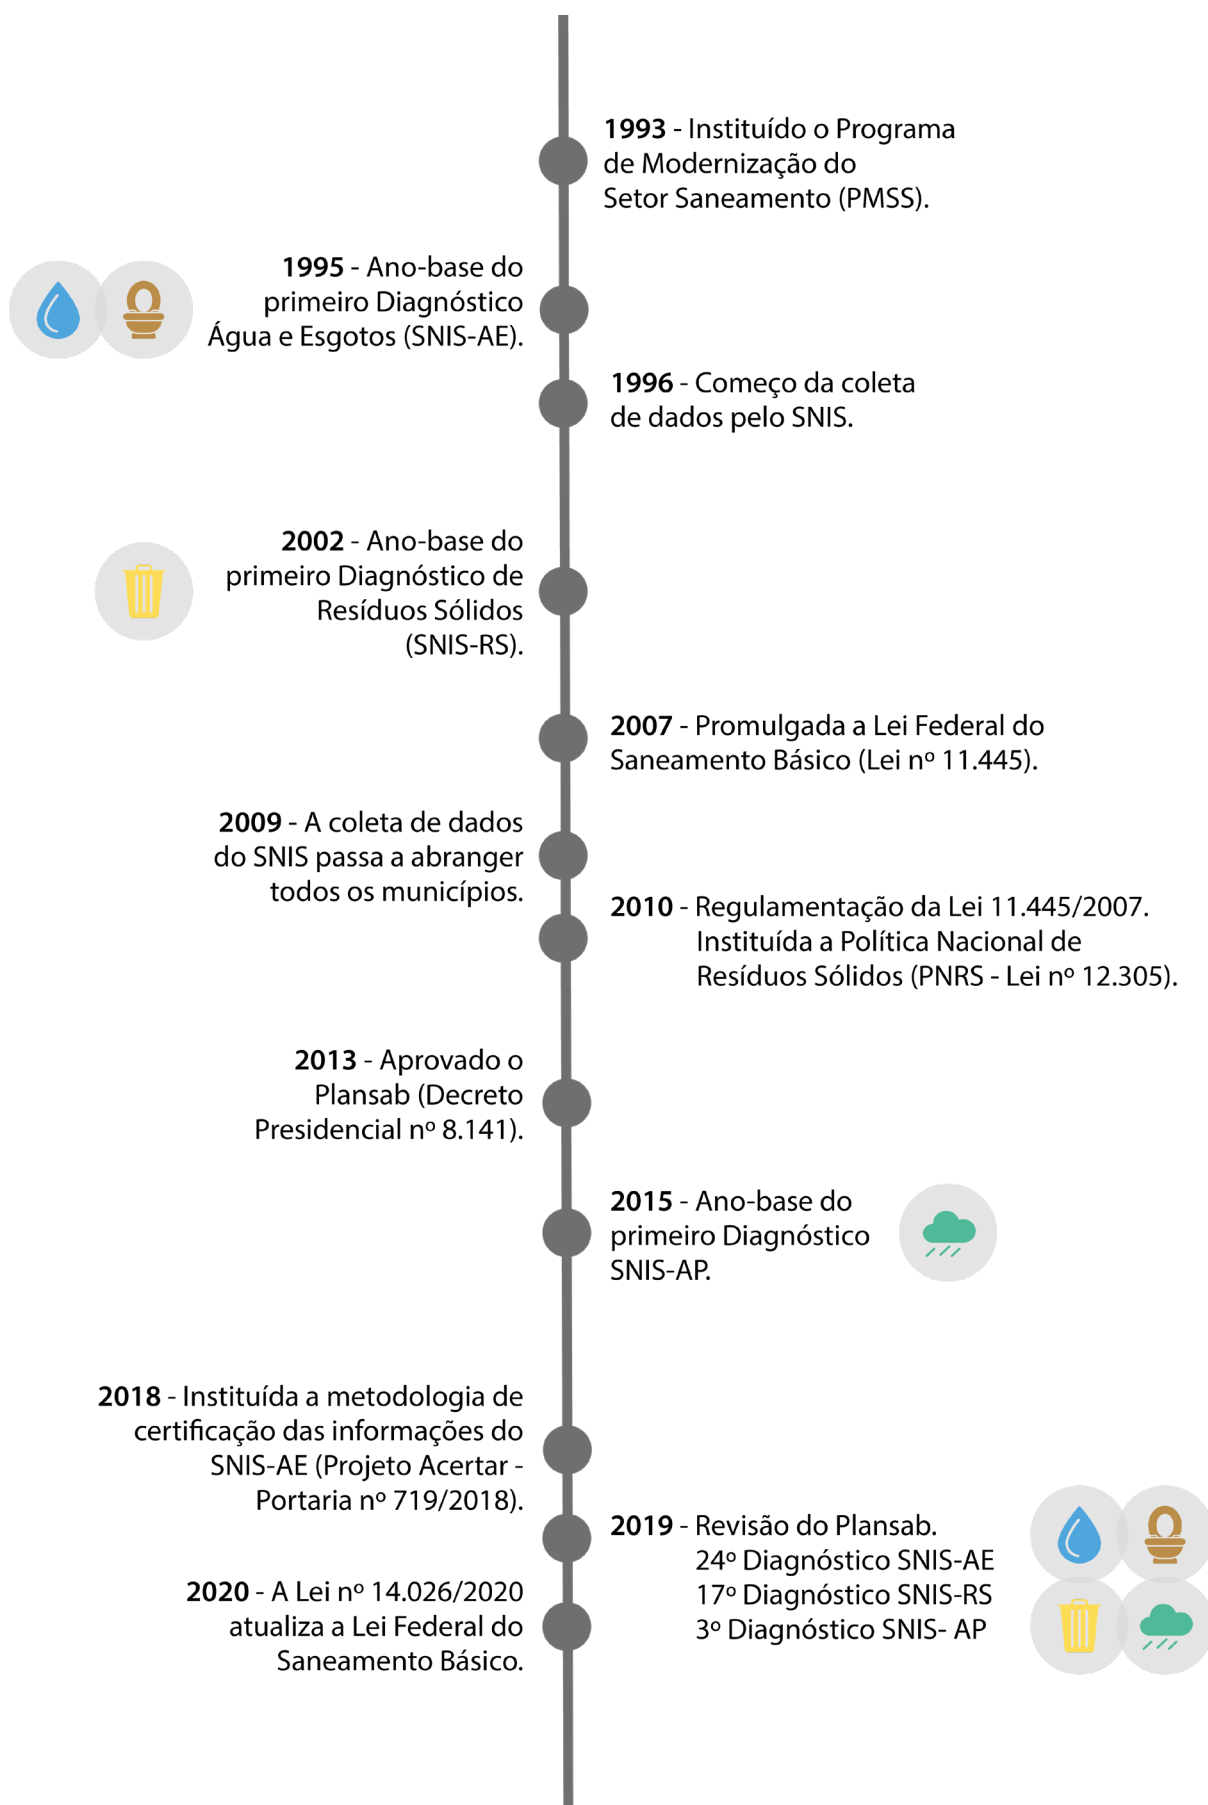 1993 - Instituído o Programa
de Modernização do
Setor Saneamento (PMSS).
1995 - Ano-base do
primeiro Diagnóstico
Água e Esgotos (SNIS-AE).
1996 - Começo da coleta
de dados pelo SNIS.
2002 - Ano-base do
primeiro Diagnóstico de
Resíduos Sólidos
(SNIS-RS).
2007 - Promulgada a Lei Federal do
Saneamento Básico (Lei nº 11.445).
2009 - A coleta de dados
do SNIS passa a abranger
todos os municípios.
2010 - Regulamentação da Lei 11.445/2007.
Instituída a Política Nacional de
Resíduos Sólidos (PNRS - Lei nº 12.305).
2013 - Aprovado o
Plansab (Decreto
Presidencial nº 8.141).
2015 - Ano-base do
primeiro Diagnóstico
SNIS-AP.
2018 - Instituída a metodologia de
certificação das informações do
SNIS-AE (Projeto Acertar -
Portaria nº 719/2018).
2019 - Revisão do Plansab.
24º Diagnóstico SNIS-AE
17º Diagnóstico SNIS-RS
3º Diagnóstico SNIS- AP
2020 - A Lei nº 14.026/2020
atualiza a Lei Federal do
Saneamento Básico.